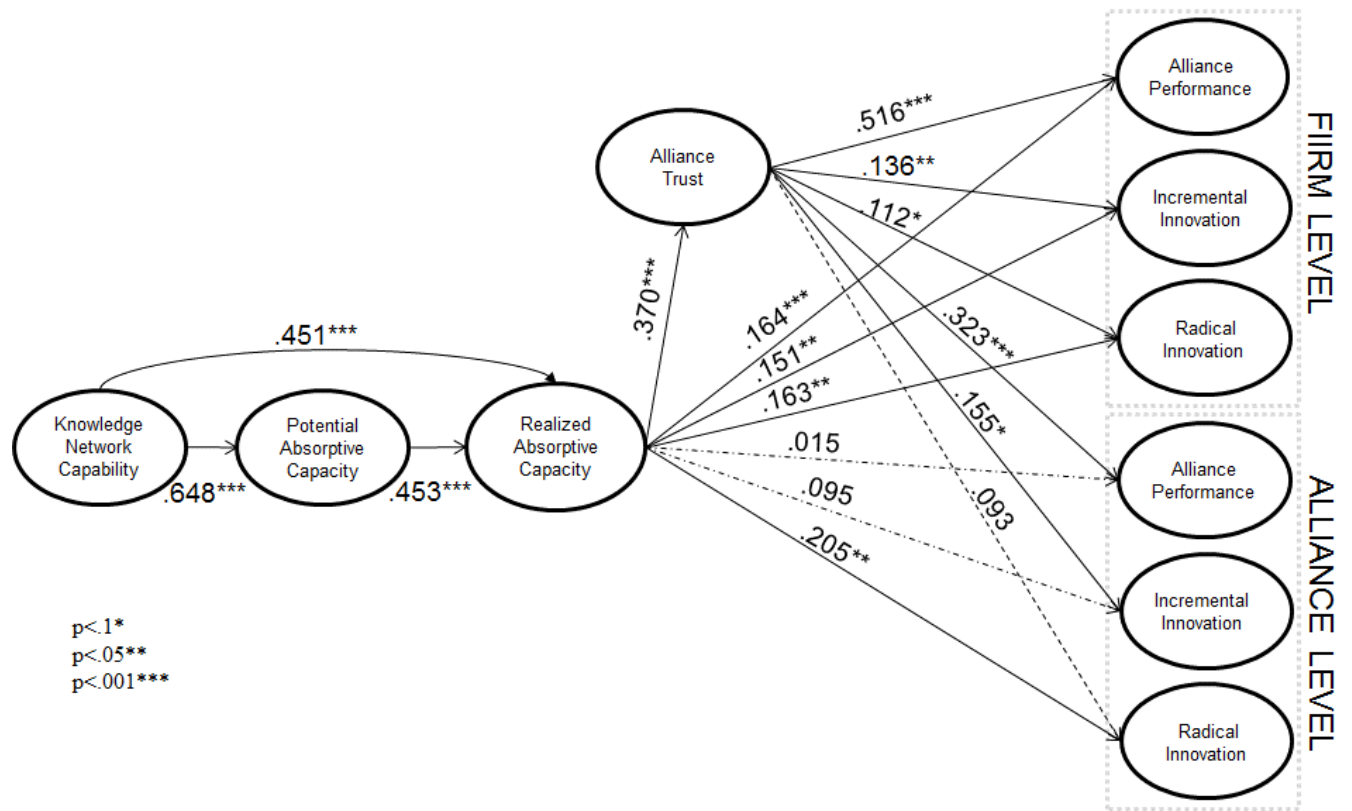 Alliance
Performance
.516***
Alliance
Trust
.136**
Incremental
Innovation
.112*
FIIRM LEVEL
.370***
.164***
.323***
Radical
Innovation
.451***
.151**
.163**
.155*
Knowledge
Network
Capability
Potential
Absorptive
Capacity
Realized
Absorptive
Capacity
.648***
.453***
.015
.095
.093
.205**
Alliance
Performance
Incremental
Innovation
Radical
Innovation
ALLIANCE LEVEL
p<.1*
p<.05**
p<.001***